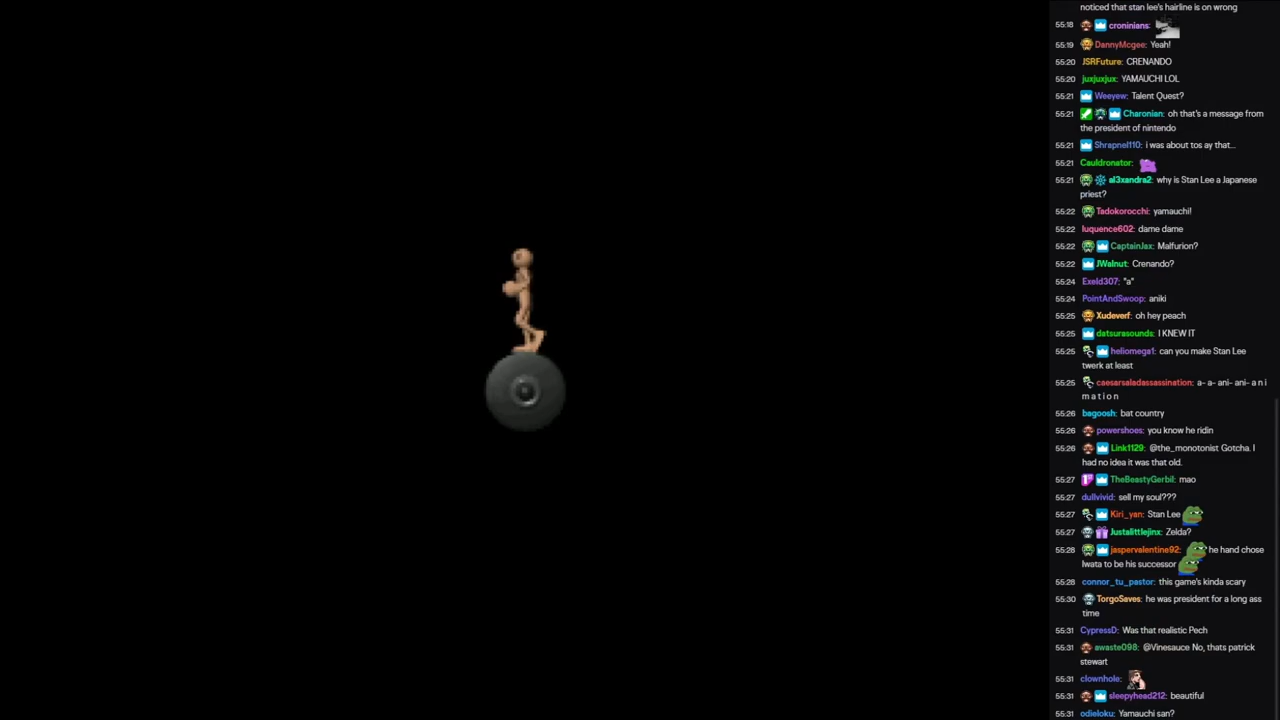 noticed that stan lee's hairline is on wrong
55:18 croninians:
55:19 DannyMcgee: Yeah!
55:20 JSRFuture: CRENANDO
55:20 juxjuxjux: YAMAUCHI LOL
55:21 Weeyew: Talent Quest?
55:21 Charonian: oh that's a message from
the president of nintendo
55:21 Shrapnel110: i was about tos ay that...
55:21 Cauldronator:
55:21 al3xandra2: why is Stan Lee a Japanese
priest?
55:22 Tadokorocchi: yamauchi!
55:22 luquence602: dame dame
55:22 CaptainJax: Malfurion?
55:22 JWalnut: Crenando?
55:24 Exeld307: "a"
55:24 PointAndSwoop: aniki
55:25 Xudeverf: oh hey peach
55:25 datsurasounds: I KNEW IT
55:25 heliomega1: can you make Stan Lee
twerk at least
55:25 caesarsaladassassination: a- a- ani- ani- a n i
m a t i o n
55:26 bagoosh: bat country
55:26 powershoes: you know he ridin
55:26 Link1129: @the_monotonist Gotcha. I
had no idea it was that old.
55:27 TheBeastyGerbil: mao
55:27 dullvivid: sell my soul???
55:27 Kiri_yan: Stan Lee
55:27 Justalittlejinx: Zelda?
55:28 jaspervalentine92: he hand chose
Iwata to be his successor
55:28 connor_tu_pastor: this game's kinda scary
55:30 TorgoSaves: he was president for a long ass
time
55:31 CypressD: Was that realistic Pech
55:31 awaste098: @Vinesauce No, thats patrick
stewart
55:31 clownhole:
55:31 sleepyhead212: beautiful
55:31 odieloku: Yamauchi san?